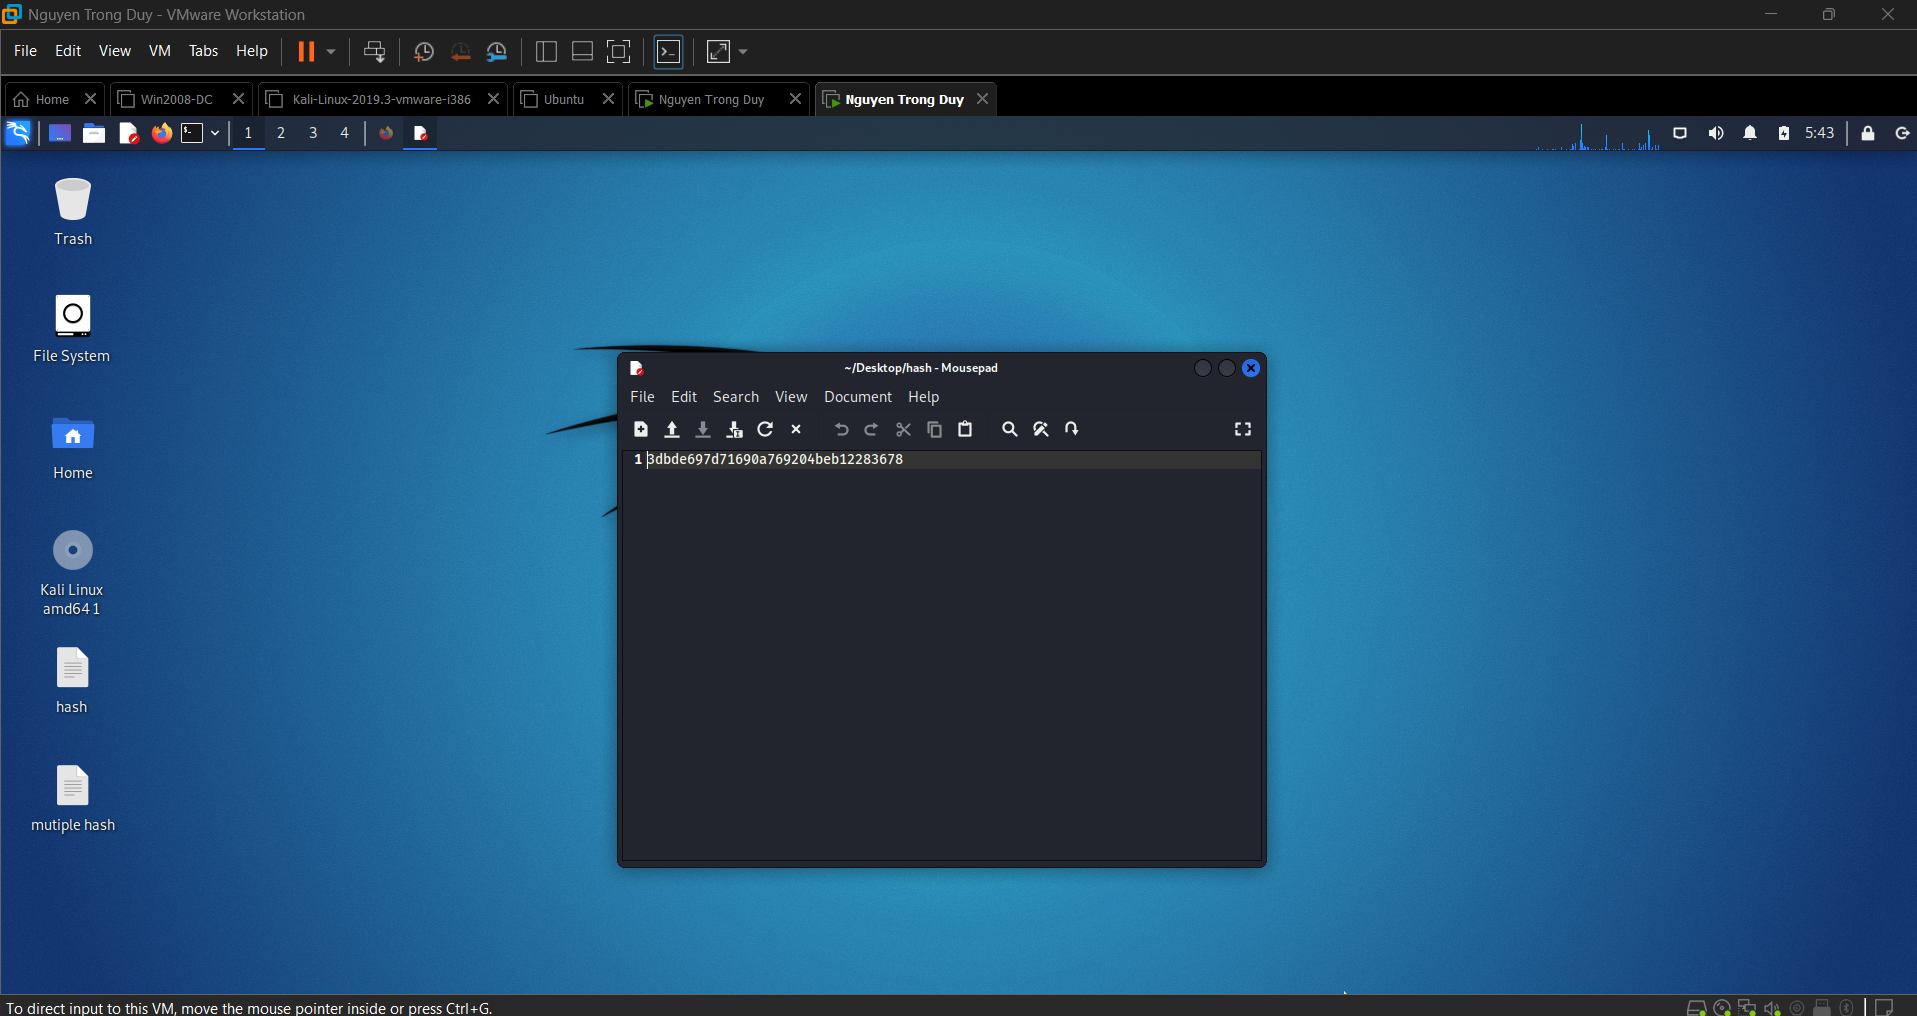 Nguyen Trong Duy - VMware Workstation
File Edit View VM Tabs Help
Home Win2008-DC Kali-Linux-2019.3-vmware-i386 Ubuntu Nguyen Trong Duy Nguyen Trong Duy
1 2 3 4 5:43
Trash
File System
Home
Kali Linux
amd64 1
hash
mutiple hash
~/Desktop/hash - Mousepad
File Edit Search View Document Help
1 3dbde697d71690a769204beb12283678
To direct input to this VM, move the mouse pointer inside or press Ctrl+G.